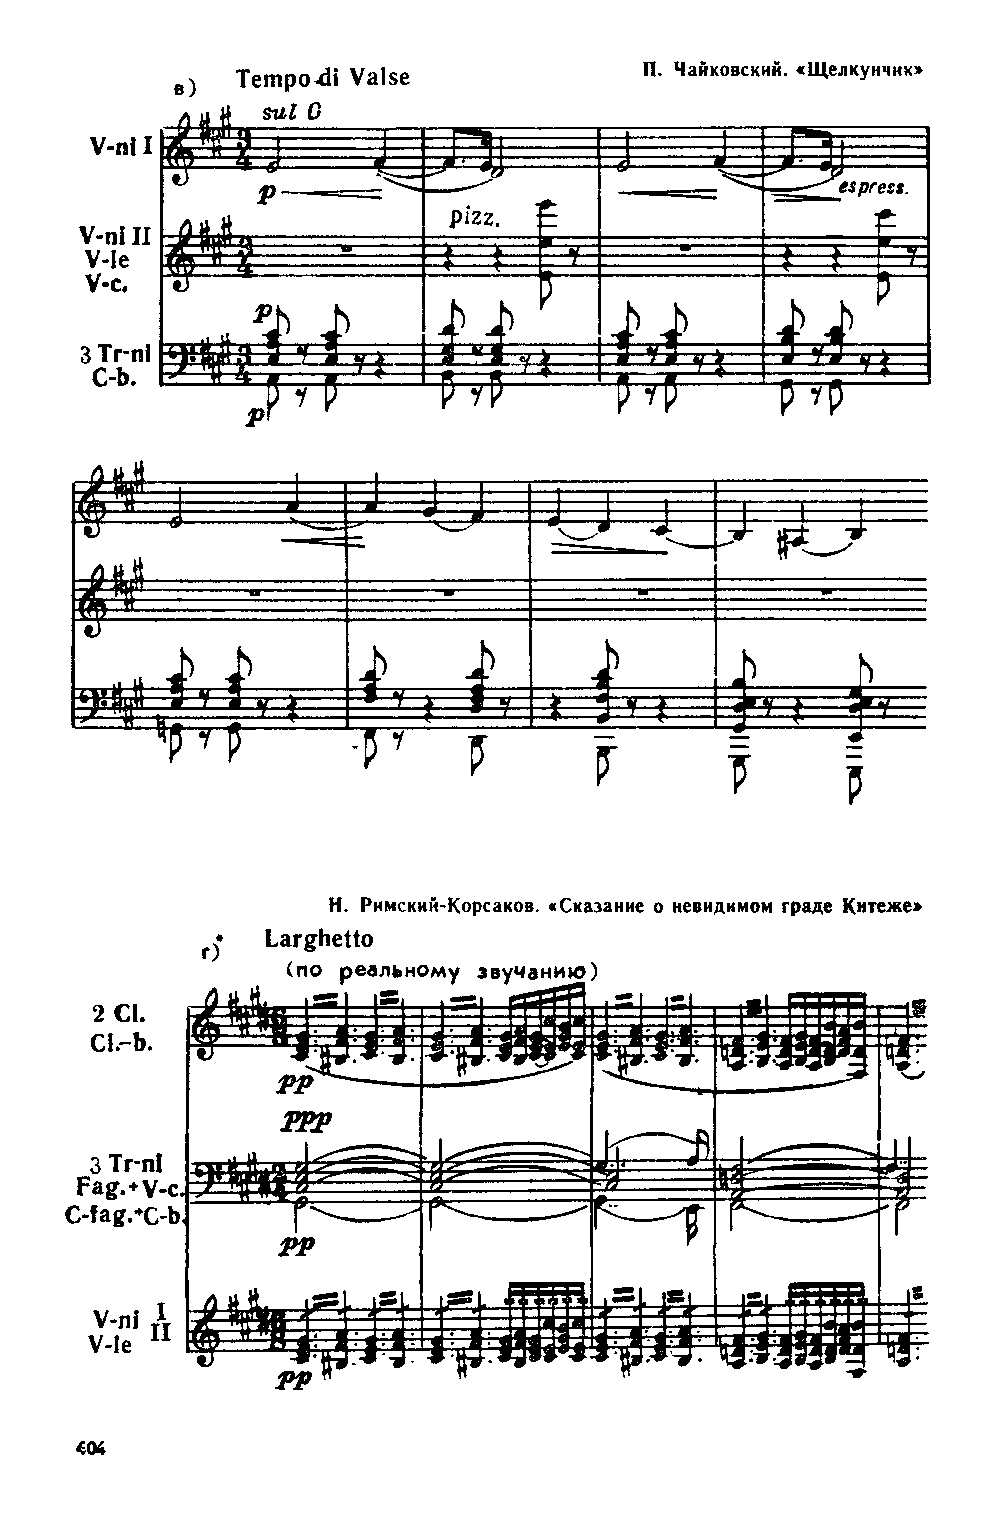 в) Tempo di Valse
П. Чайковский. «Щелкунчик»
sul G
V-ni I
p
espress.
pizz.
V-ni II
V-le
V-c.
p
3 Tr-ni
C-b.
p
Н. Римский-Корсаков. «Сказание о невидимом граде Китеже»
г) Larghetto
(по реальному звучанию)
2 Cl.
Cl.-b.
pp
ppp
3 Tr-ni
Fag.+V-c.
C-fag.+C-b.
pp
V-ni I
II
V-le
pp
404